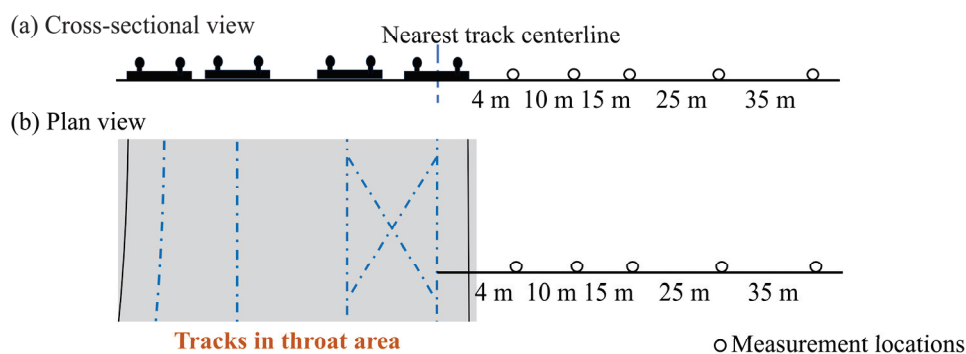 (a) Cross-sectional view
Nearest track centerline
4 m 10 m 15 m 25 m 35 m
(b) Plan view
4 m 10 m 15 m 25 m 35 m
Tracks in throat area
Measurement locations